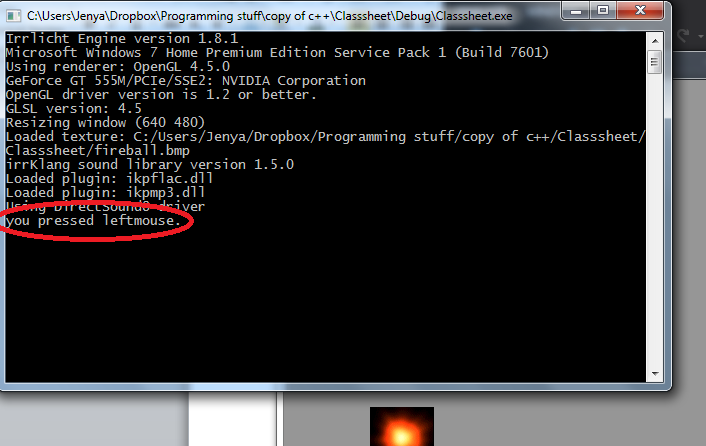 C:\Users\Jenya\Dropbox\Programming stuff\copy of c++\Classsheet\Debug\Classsheet.exe
Irrlicht Engine version 1.8.1
Microsoft Windows 7 Home Premium Edition Service Pack 1 (Build 7601)
Using renderer: OpenGL 4.5.0
GeForce GT 555M/PCIe/SSE2: NVIDIA Corporation
OpenGL driver version is 1.2 or better.
GLSL version: 4.5
Resizing window (640 480)
Loaded texture: C:/Users/Jenya/Dropbox/Programming stuff/copy of c++/Classsheet/
Classsheet/fireball.bmp
irrKlang sound library version 1.5.0
Loaded plugin: ikpflac.dll
Loaded plugin: ikpmp3.dll
Using DirectSound8 driver
you pressed leftmouse.